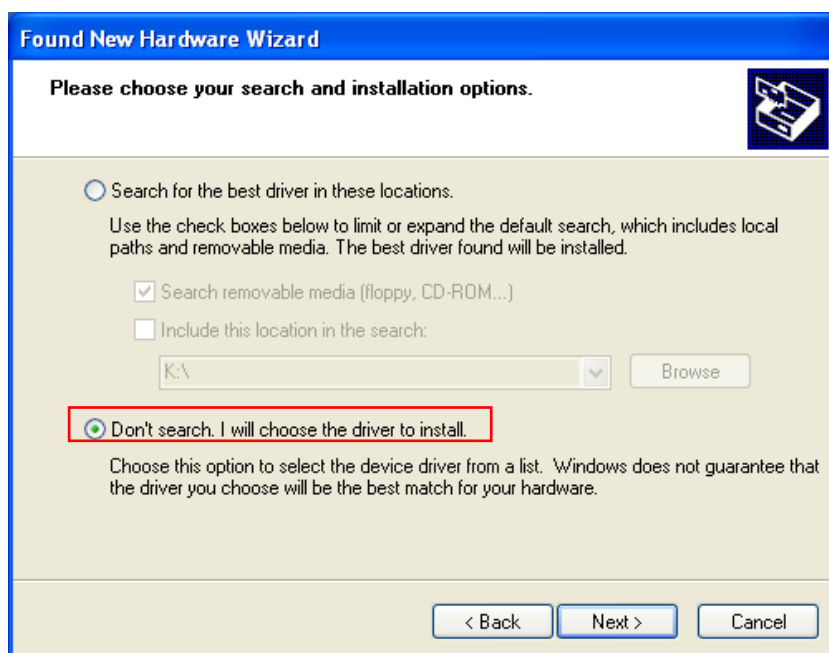 Found New Hardware Wizard
Please choose your search and installation options.
Search for the best driver in these locations.
Use the check boxes below to limit or expand the default search, which includes local
paths and removable media. The best driver found will be installed.
Search removable media (floppy, CD-ROM...)
Include this location in the search:
K:\
Browse
Don't search. I will choose the driver to install.
Choose this option to select the device driver from a list. Windows does not guarantee that
the driver you choose will be the best match for your hardware.
< Back Next > Cancel